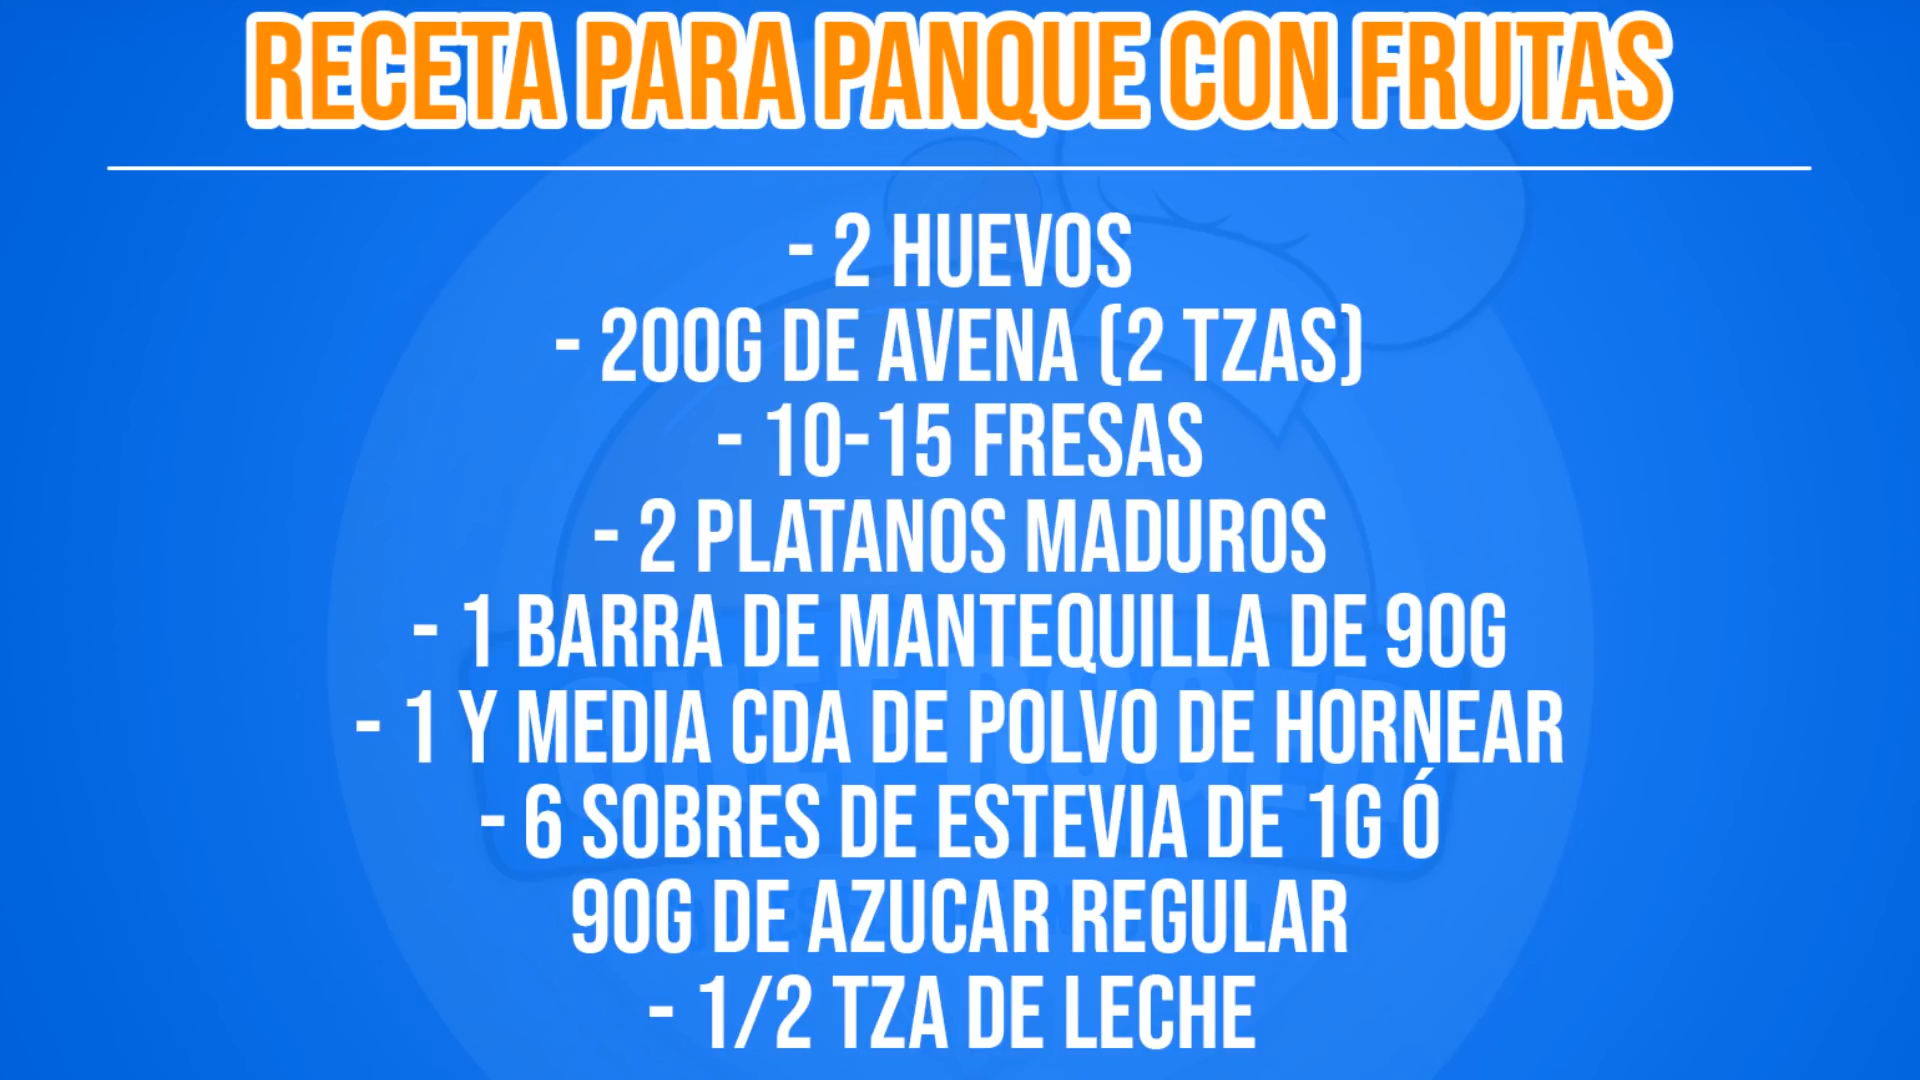 RECETA PARA PANQUE CON FRUTAS
- 2 HUEVOS
- 200G DE AVENA (2 TZAS)
- 10-15 FRESAS
- 2 PLATANOS MADUROS
- 1 BARRA DE MANTEQUILLA DE 90G
- 1 Y MEDIA CDA DE POLVO DE HORNEAR
- 6 SOBRES DE ESTEVIA DE 1G Ó
90G DE AZUCAR REGULAR
- 1/2 TZA DE LECHE